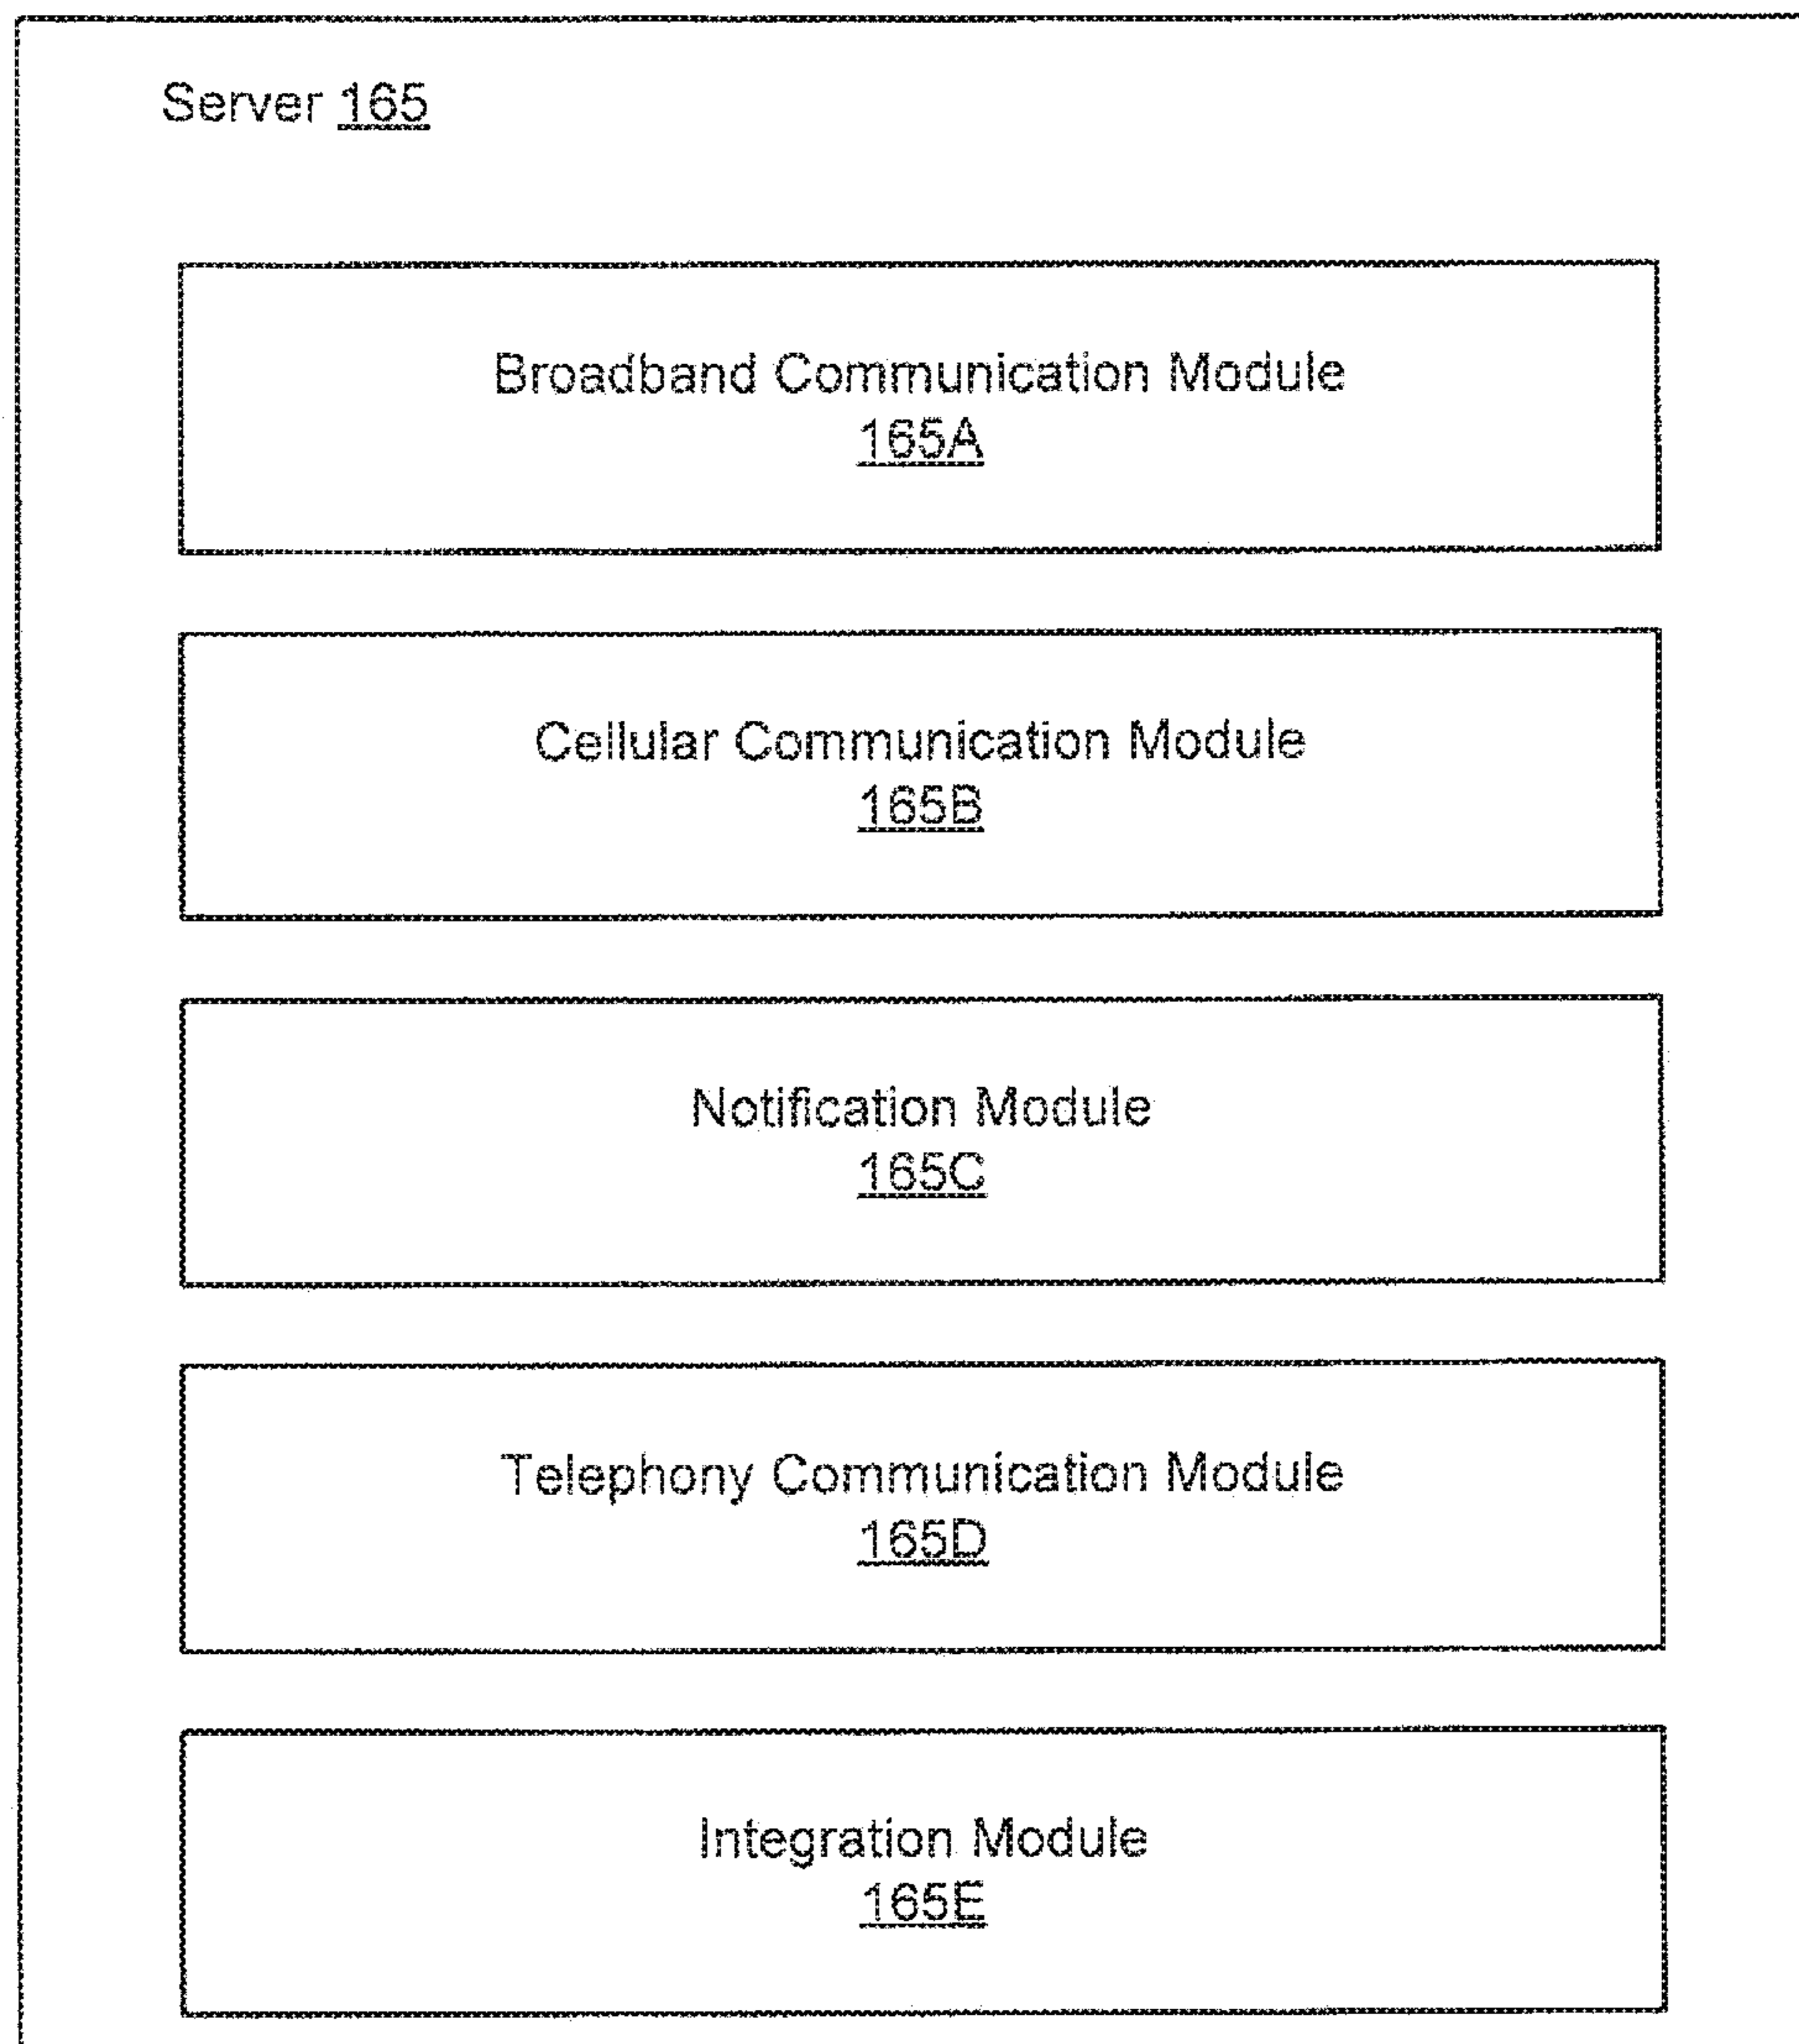 Server 165
Broadband Communication Module
165A
Cellular Communication Module
165B
Notification Module
165C
Telephony Communication Module
165D
Integration Module
165E